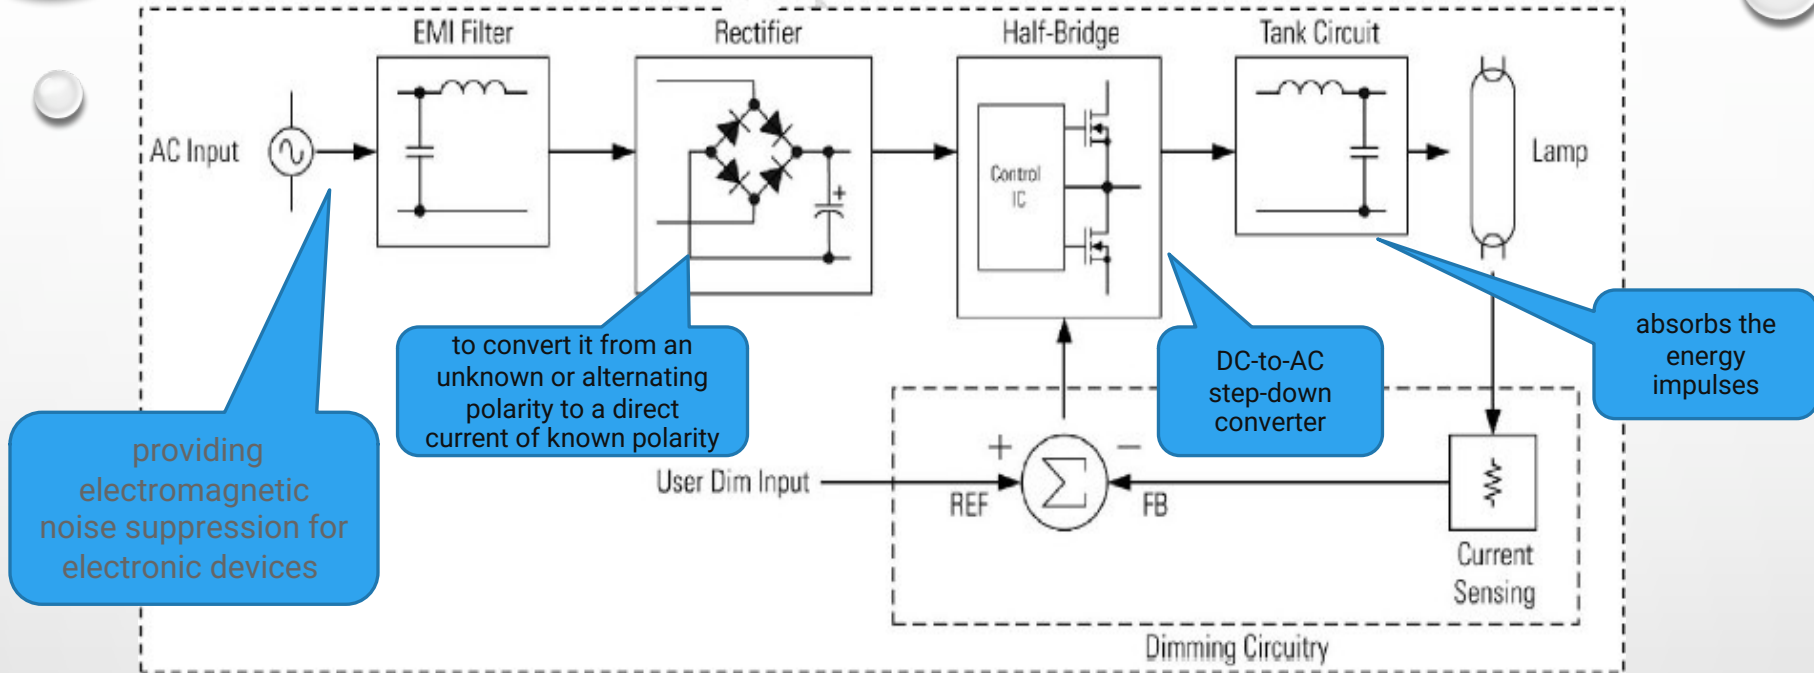 EMI Filter
Rectifier
Half-Bridge
Tank Circuit
AC Input
Control
IC
Lamp
+
to convert it from an
unknown or alternating
polarity to a direct
current of known polarity
DC-to-AC
step-down
converter
absorbs the
energy
impulses
providing
electromagnetic
noise suppression for
electronic devices
User Dim Input
REF
+
Σ
−
FB
Current
Sensing
Dimming Circuitry